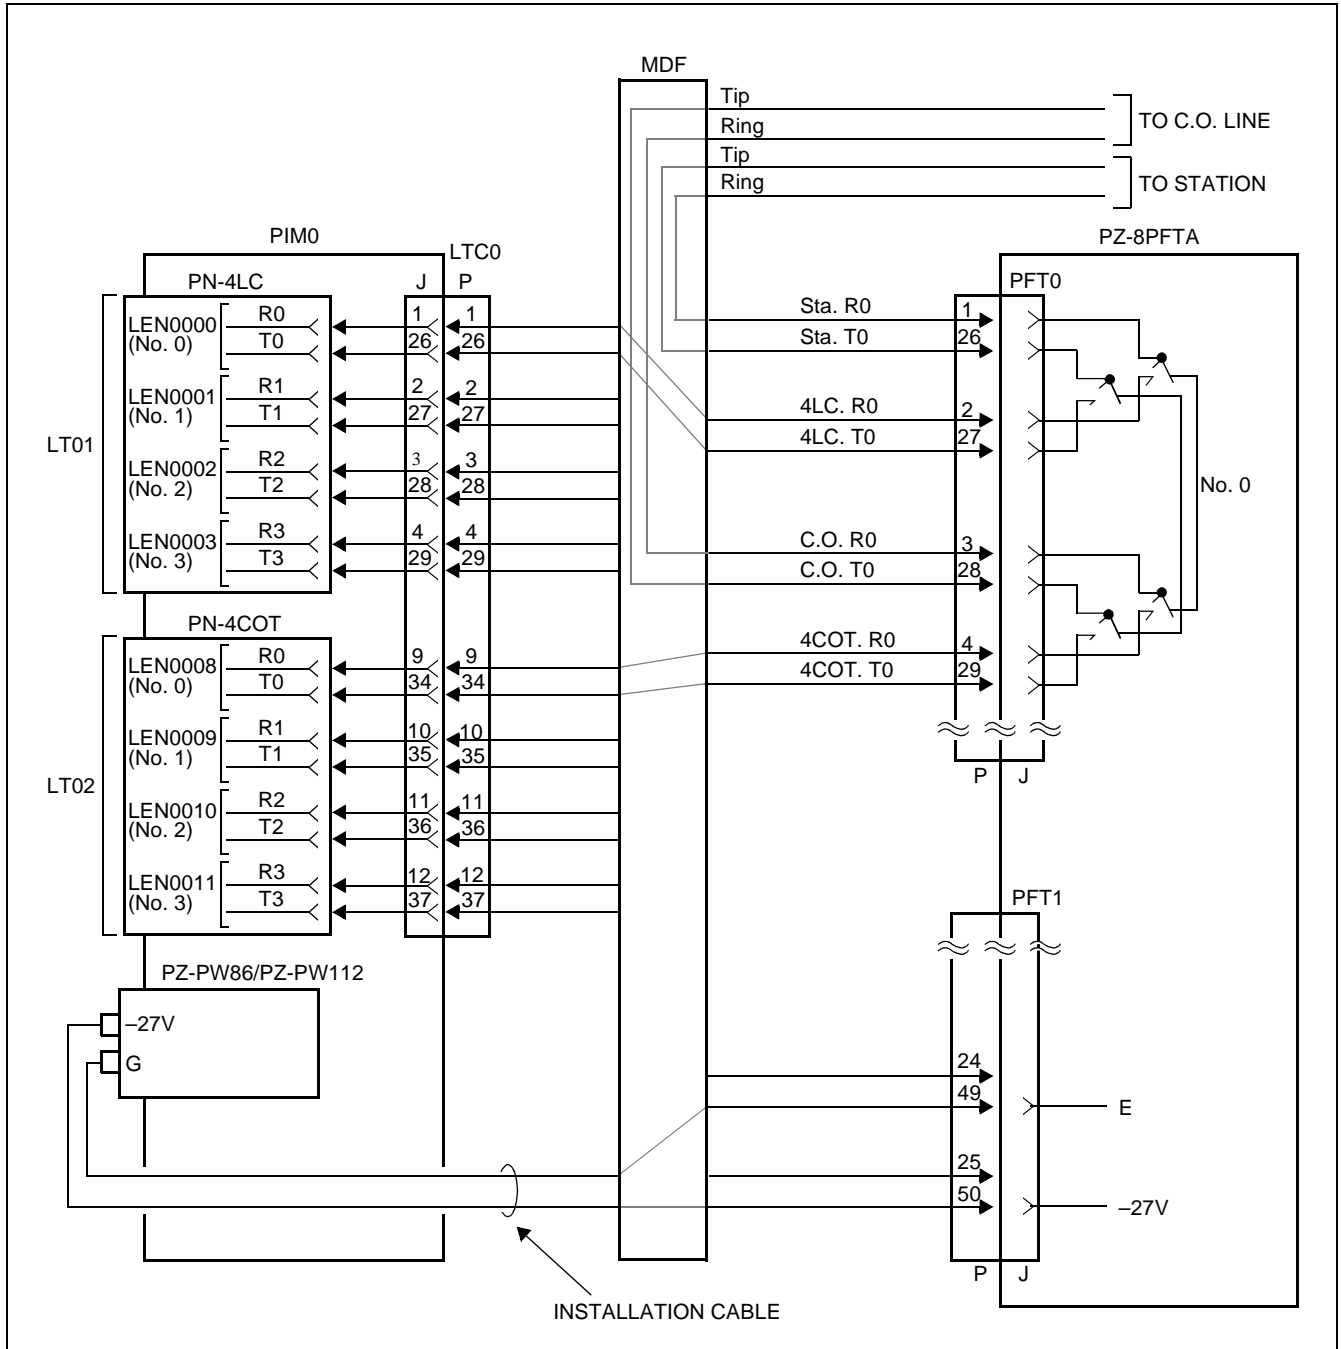 MDF
Tip
Ring
TO C.O. LINE
Tip
Ring
TO STATION
PIM0
LTC0
PZ-8PFTA
PN-4LC
J
P
PFT0
LT01
LEN0000
(No. 0)
R0
T0
1
26
1
26
LEN0001
(No. 1)
R1
T1
2
27
2
27
LEN0002
(No. 2)
R2
T2
3
28
3
28
LEN0003
(No. 3)
R3
T3
4
29
4
29
Sta. R0
1
Sta. T0
26
4LC. R0
2
4LC. T0
27
No. 0
C.O. R0
3
C.O. T0
28
4COT. R0
4
4COT. T0
29
P
J
PN-4COT
LT02
LEN0008
(No. 0)
R0
T0
9
34
9
34
LEN0009
(No. 1)
R1
T1
10
35
10
35
LEN0010
(No. 2)
R2
T2
11
36
11
36
LEN0011
(No. 3)
R3
T3
12
37
12
37
PFT1
PZ-PW86/PZ-PW112
–27V
G
24
49
E
25
50
–27V
P
J
INSTALLATION CABLE